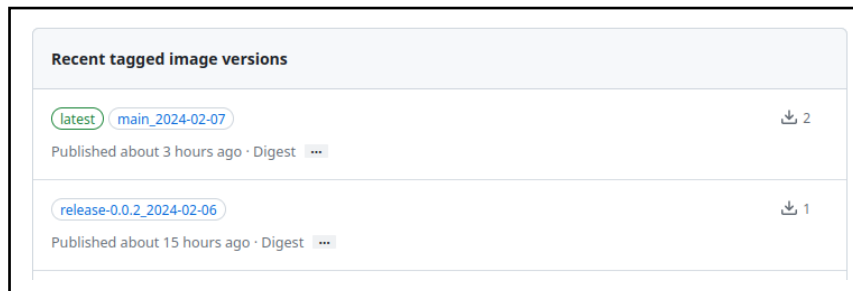 Recent tagged image versions
latest main_2024-02-07 2
Published about 3 hours ago · Digest ···
release-0.0.2_2024-02-06 1
Published about 15 hours ago · Digest ···